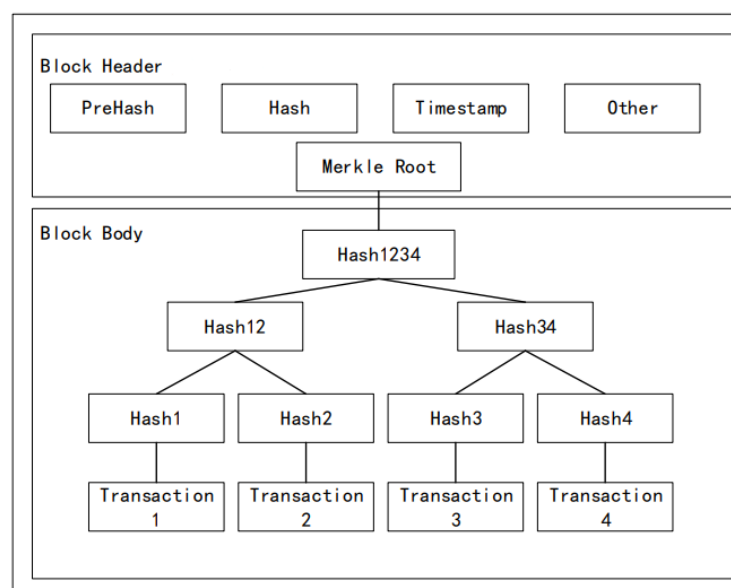 Block Header
PreHash
Hash
Timestamp
Other
Merkle Root
Block Body
Hash1234
Hash12
Hash34
Hash1
Hash2
Hash3
Hash4
Transaction
1
Transaction
2
Transaction
3
Transaction
4